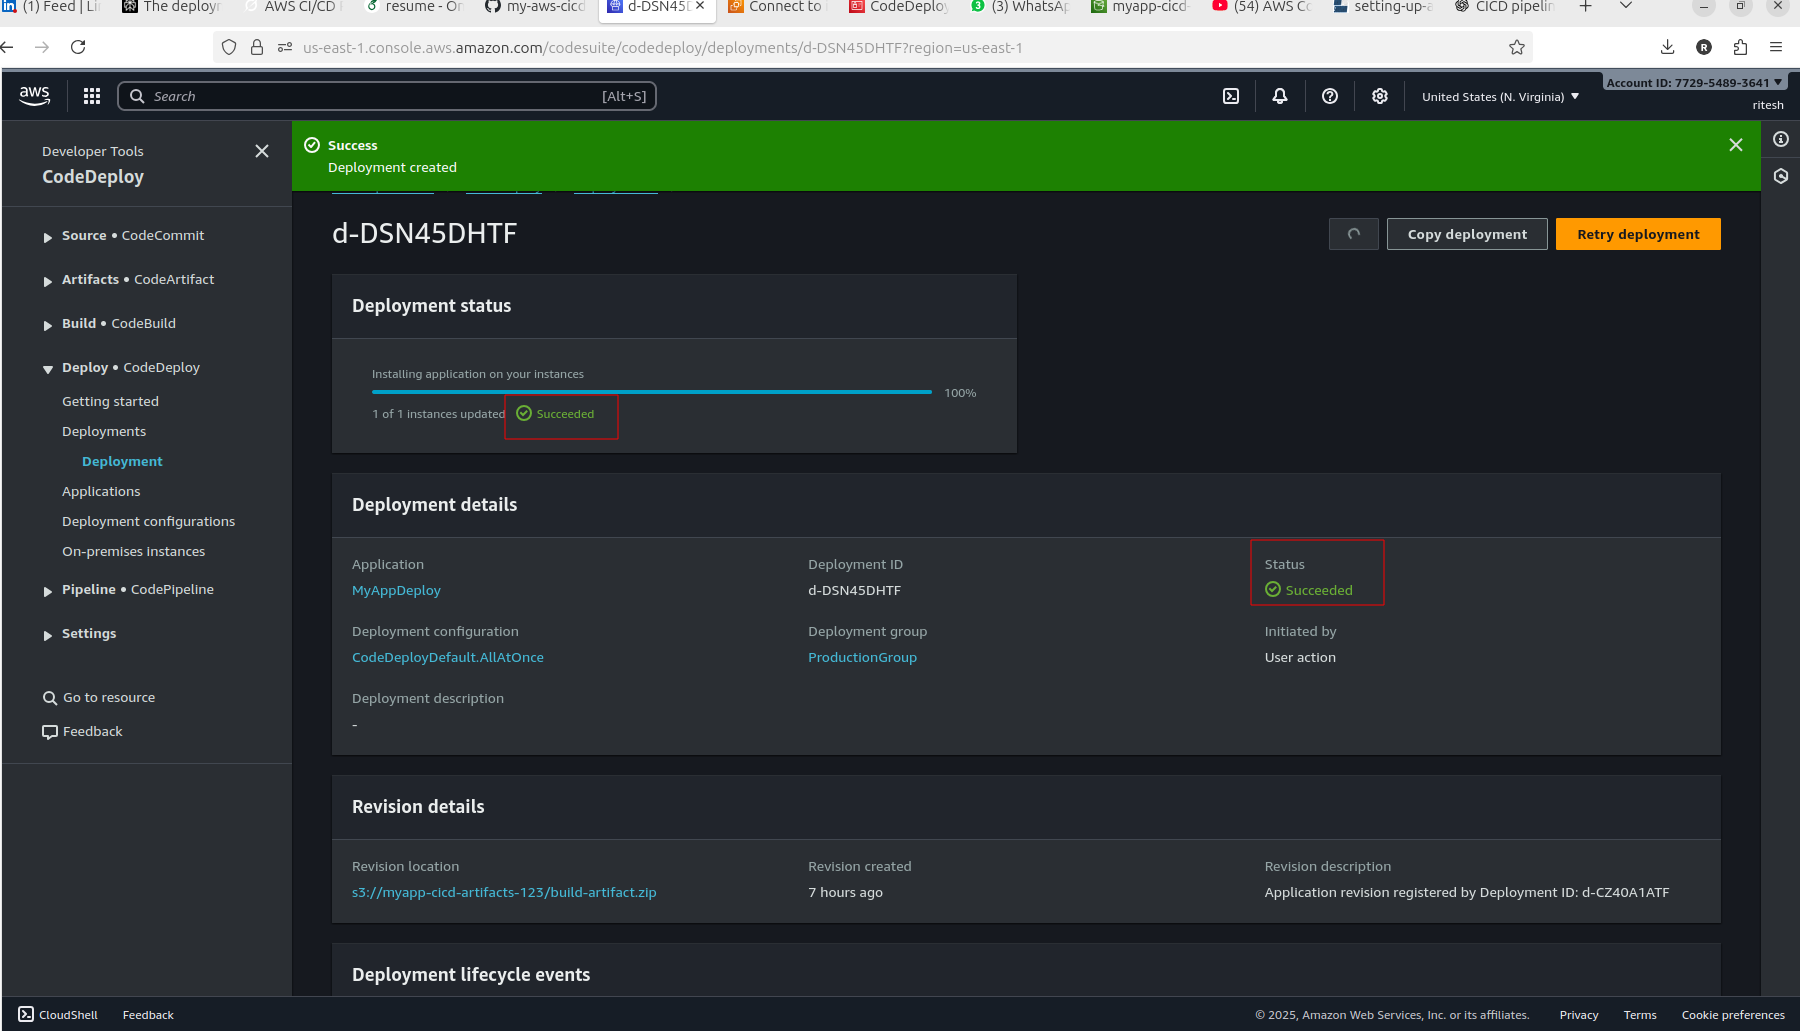 (1) Feed | Li
The deploy
AWS CI/CD
resume - O
my-aws-cicd
d-DSN45D
Connect to
CodeDeploy
(3) WhatsAp
myapp-cicd-
(54) AWS Co
setting-up-a
CICD pipelin
us-east-1.console.aws.amazon.com/codesuite/codedeploy/deployments/d-DSN45DHTF?region=us-east-1
R
aws
Search
[Alt+S]
United States (N. Virginia)
Account ID: 7729-5489-3641
ritesh
Developer Tools
CodeDeploy
Source • CodeCommit
Artifacts • CodeArtifact
Build • CodeBuild
Deploy • CodeDeploy
Getting started
Deployments
Deployment
Applications
Deployment configurations
On-premises instances
Pipeline • CodePipeline
Settings
Go to resource
Feedback
Success
Deployment created
d-DSN45DHTF
Copy deployment
Retry deployment
Deployment status
Installing application on your instances
100%
1 of 1 instances updated
Succeeded
Deployment details
Application
MyAppDeploy
Deployment ID
d-DSN45DHTF
Status
Succeeded
Deployment configuration
CodeDeployDefault.AllAtOnce
Deployment group
ProductionGroup
Initiated by
User action
Deployment description
-
Revision details
Revision location
s3://myapp-cicd-artifacts-123/build-artifact.zip
Revision created
7 hours ago
Revision description
Application revision registered by Deployment ID: d-CZ40A1ATF
Deployment lifecycle events
CloudShell
Feedback
© 2025, Amazon Web Services, Inc. or its affiliates.
Privacy
Terms
Cookie preferences